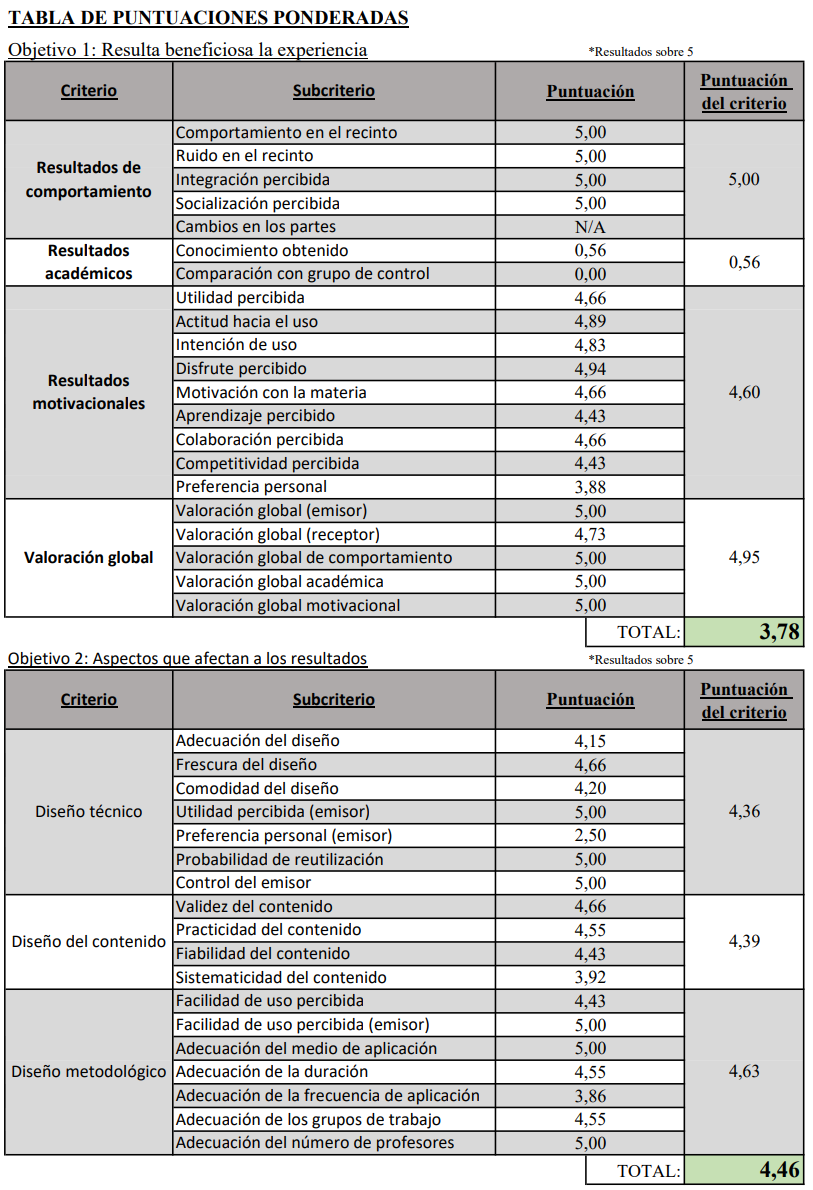 TABLA DE PUNTUACIONES PONDERADAS
Objetivo 1: Resulta beneficiosa la experiencia *Resultados sobre 5
Criterio Subcriterio Puntuación Puntuación del criterio
Resultados de comportamiento
Comportamiento en el recinto 5,00
Ruido en el recinto 5,00
Integración percibida 5,00 5,00
Socialización percibida 5,00
Cambios en los partes N/A
Resultados académicos
Conocimiento obtenido 0,56 0,56
Comparación con grupo de control 0,00
Resultados motivacionales
Utilidad percibida 4,66
Actitud hacia el uso 4,89
Intención de uso 4,83
Disfrute percibido 4,94
Motivación con la materia 4,66 4,60
Aprendizaje percibido 4,43
Colaboración percibida 4,66
Competitividad percibida 4,43
Preferencia personal 3,88
Valoración global
Valoración global (emisor) 5,00
Valoración global (receptor) 4,73
Valoración global de comportamiento 5,00 4,95
Valoración global académica 5,00
Valoración global motivacional 5,00
TOTAL: 3,78
Objetivo 2: Aspectos que afectan a los resultados *Resultados sobre 5
Criterio Subcriterio Puntuación Puntuación del criterio
Diseño técnico
Adecuación del diseño 4,15
Frescura del diseño 4,66
Comodidad del diseño 4,20
Utilidad percibida (emisor) 5,00 4,36
Preferencia personal (emisor) 2,50
Probabilidad de reutilización 5,00
Control del emisor 5,00
Diseño del contenido
Validez del contenido 4,66
Practicidad del contenido 4,55 4,39
Fiabilidad del contenido 4,43
Sistematicidad del contenido 3,92
Diseño metodológico
Facilidad de uso percibida 4,43
Facilidad de uso percibida (emisor) 5,00
Adecuación del medio de aplicación 5,00
Adecuación de la duración 4,55 4,63
Adecuación de la frecuencia de aplicación 3,86
Adecuación de los grupos de trabajo 4,55
Adecuación del número de profesores 5,00
TOTAL: 4,46